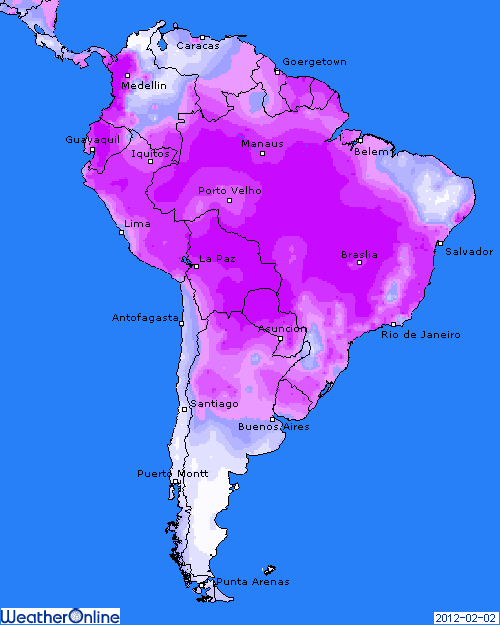 Caracas
Goergetown
Medellin
Guayaquil
Iquitos
Manaus
Belem
Porto Velho
Lima
Salvador
La Paz
Braslia
Antofagasta
Asuncion
Rio de Janeiro
Santiago
Buenos Aires
Puerto Montt
Punta Arenas
WeatherOnline
2012-02-02